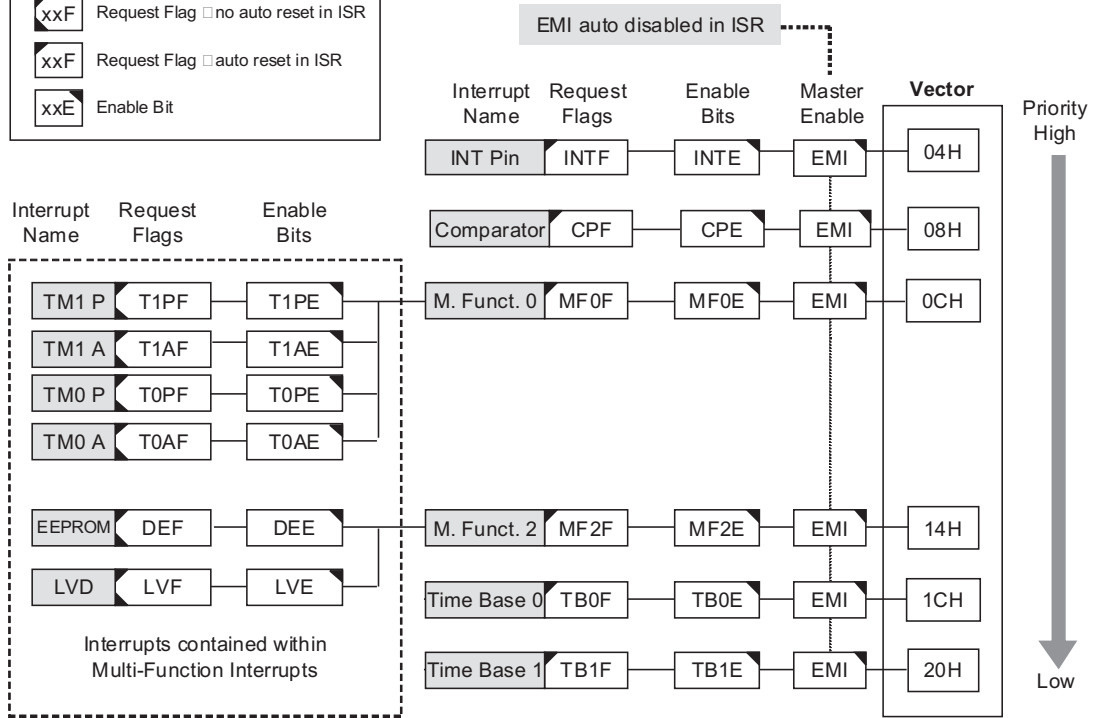 xxF Request Flag □ no auto reset in ISR
xxF Request Flag □ auto reset in ISR
xxE Enable Bit
EMI auto disabled in ISR
Interrupt Name Request Flags Enable Bits Master Enable Vector
Priority High
INT Pin INTF INTE EMI 04H
Comparator CPF CPE EMI 08H
Interrupt Name Request Flags Enable Bits
TM1 P T1PF T1PE M. Funct. 0 MF0F MF0E EMI 0CH
TM1 A T1AF T1AE
TM0 P T0PF T0PE
TM0 A T0AF T0AE
EEPROM DEF DEE M. Funct. 2 MF2F MF2E EMI 14H
LVD LVF LVE Time Base 0 TB0F TB0E EMI 1CH
Interrupts contained within
Multi-Function Interrupts
Time Base 1 TB1F TB1E EMI 20H
Low